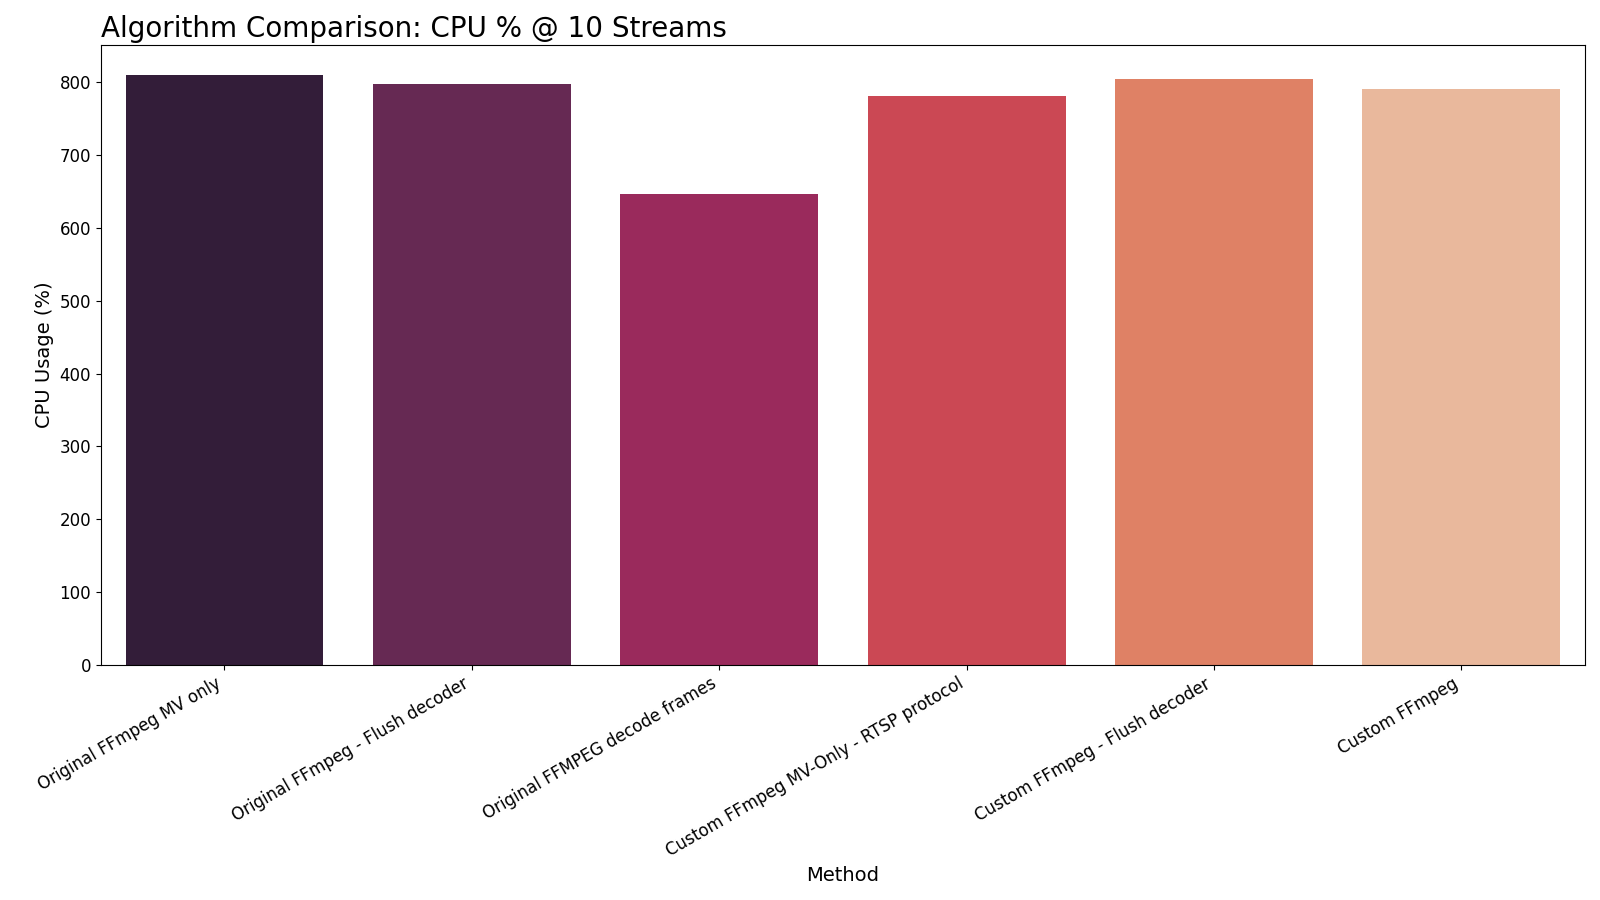 Algorithm Comparison: CPU % @ 10 Streams
CPU Usage (%)
800
700
600
500
400
300
200
100
0
Original FFmpeg MV only
Original FFmpeg - Flush decoder
Original FFMPEG decode frames
Custom FFmpeg MV-Only - RTSP protocol
Custom FFmpeg - Flush decoder
Custom FFmpeg
Method